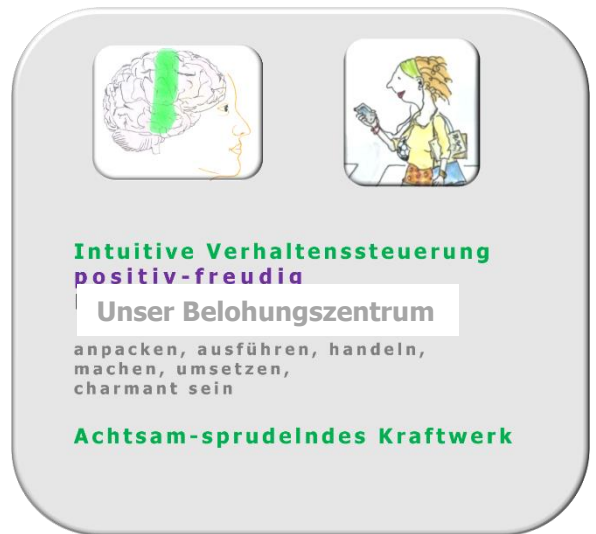 Intuitive Verhaltenssteuerung
positiv-freudig
Unser Belohungszentrum
anpacken, ausführen, handeln,
machen, umsetzen,
charmant sein
Achtsam-sprudelndes Kraftwerk